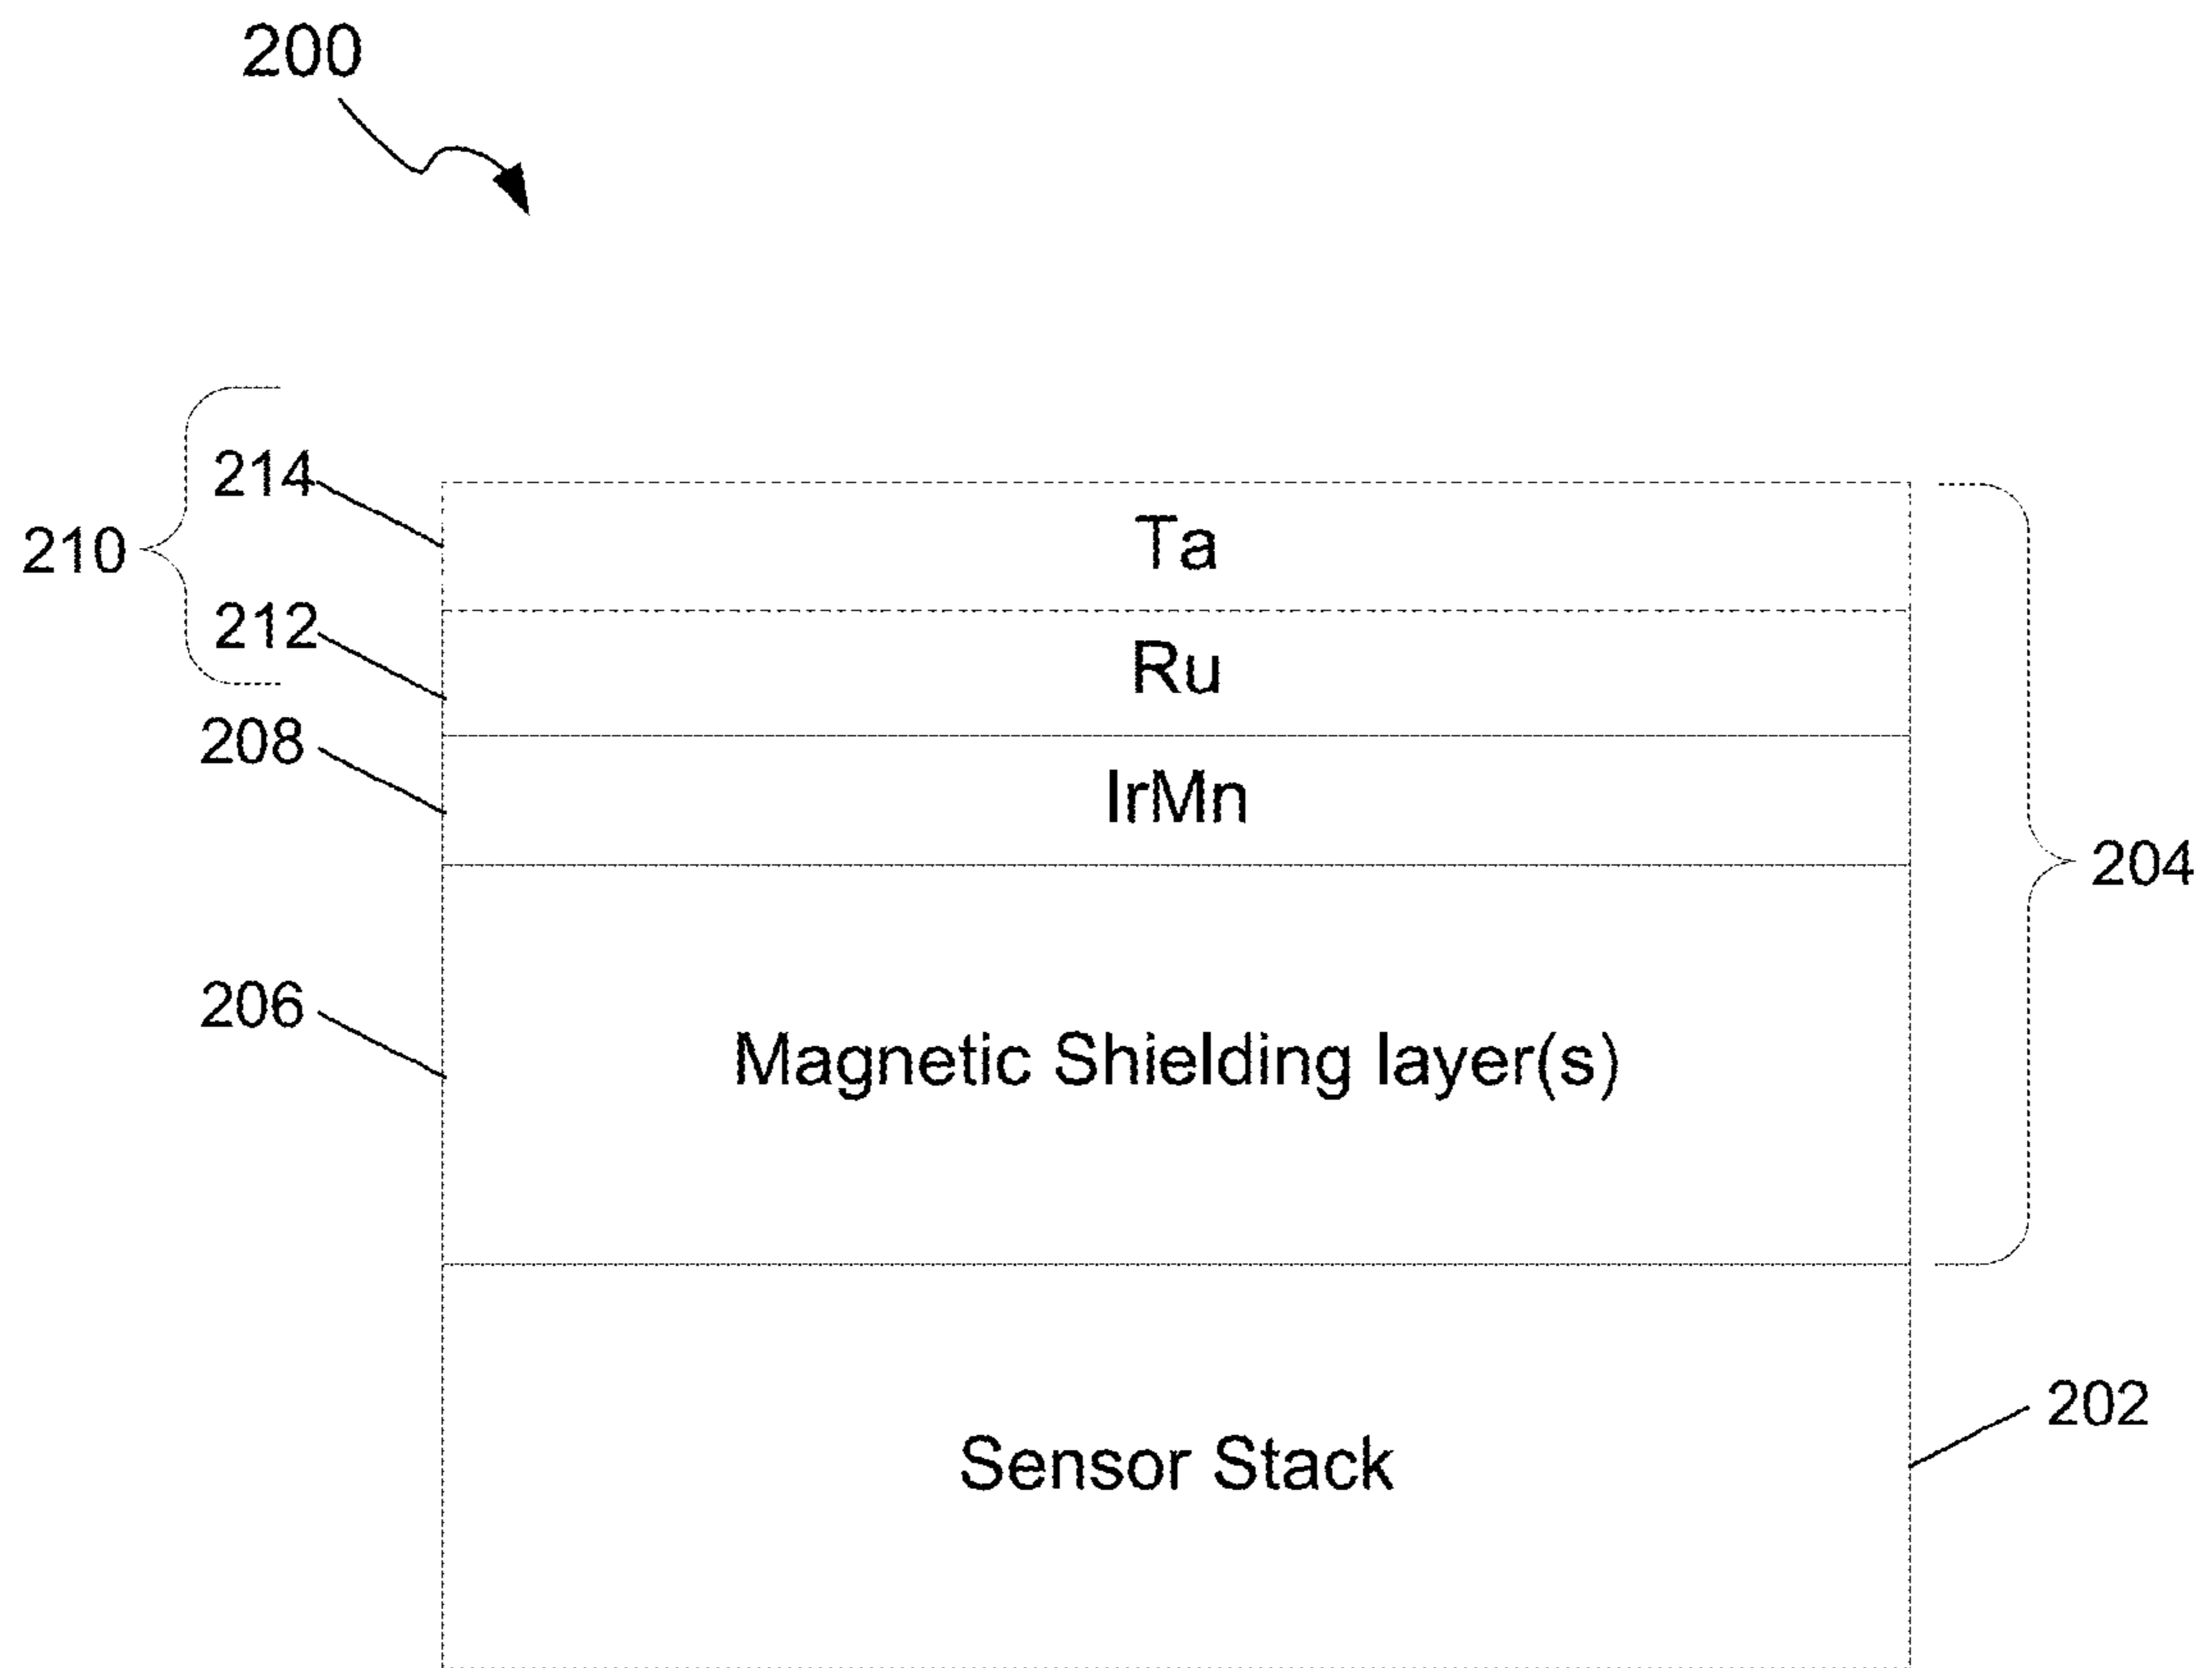 200
214
Ta
210
212
Ru
208
IrMn
204
206
Magnetic Shielding layer(s)
202
Sensor Stack